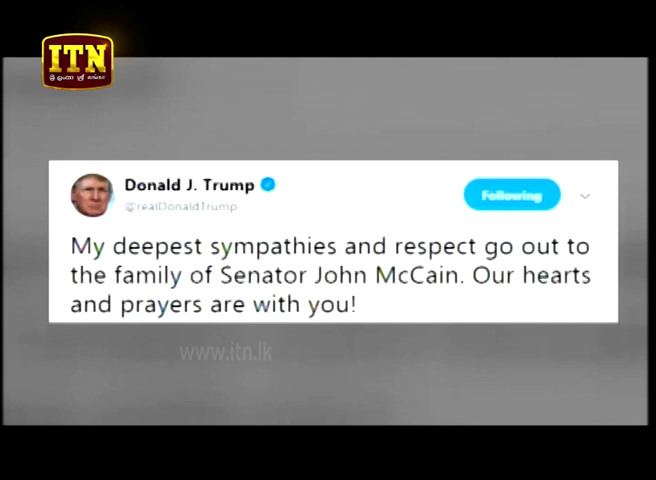 ITN
ශ්‍රී ලංකා ஸ்ரீ லங்கா
Donald J. Trump
@realDonaldTrump
Following
My deepest sympathies and respect go out to
the family of Senator John McCain. Our hearts
and prayers are with you!
www.itn.lk